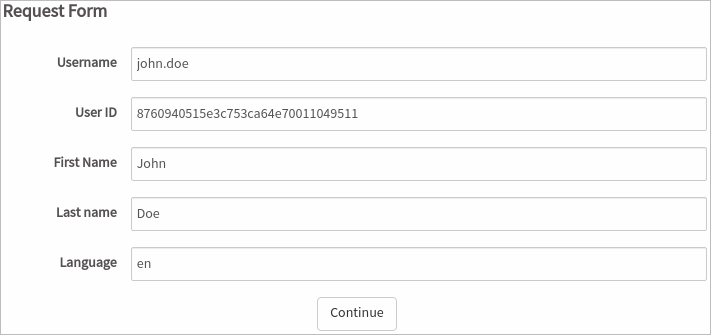 Request Form
Username john.doe
User ID 8760940515e3c753ca64e70011049511
First Name John
Last name Doe
Language en
Continue